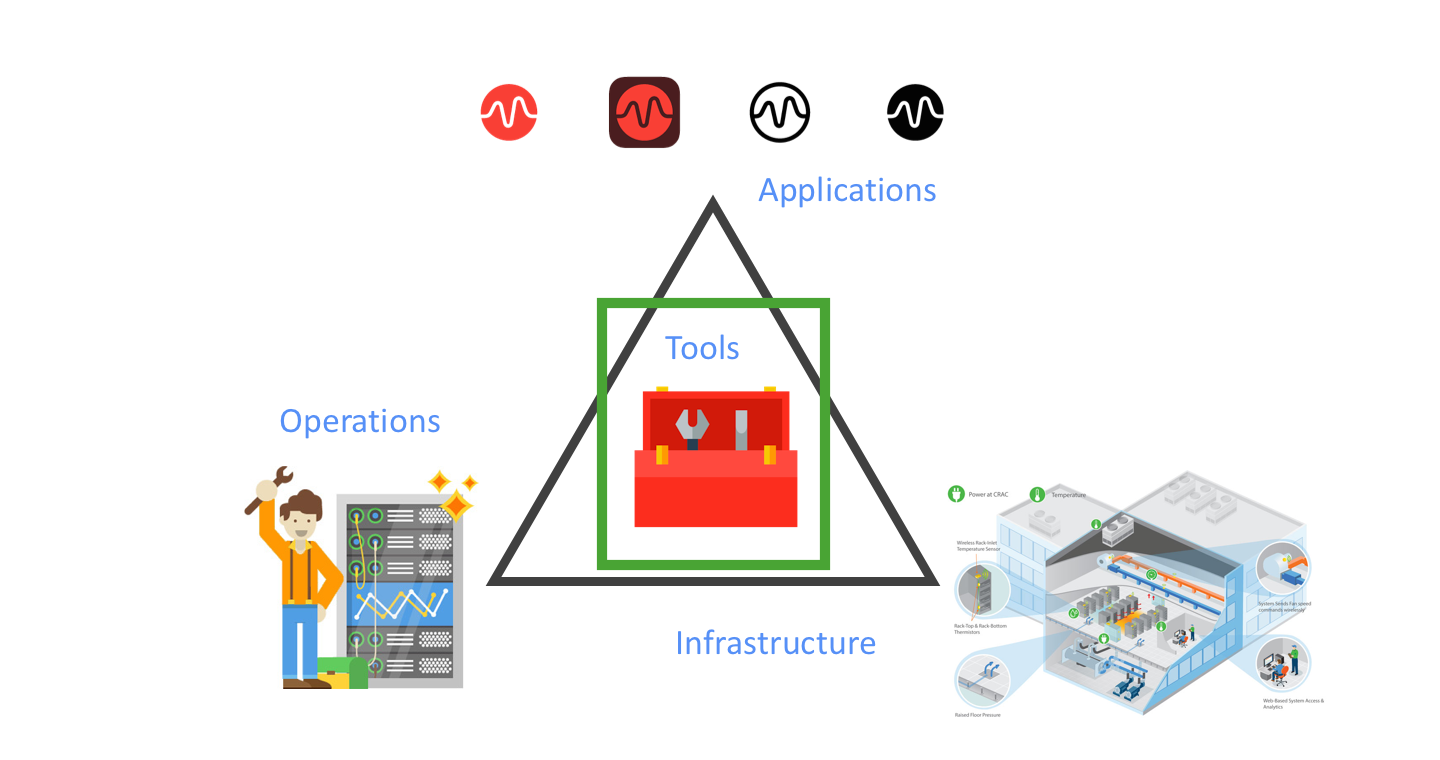 Applications
Tools
Operations
Infrastructure
Power at CRAC
Temperature
Wireless Rack-Inlet
Temperature Sensor
Rack-Top & Rack-Bottom
Thermistors
Raised Floor Pressure
System Sends Fan speed
commands wirelessly
Web-Based System Access &
Analytics